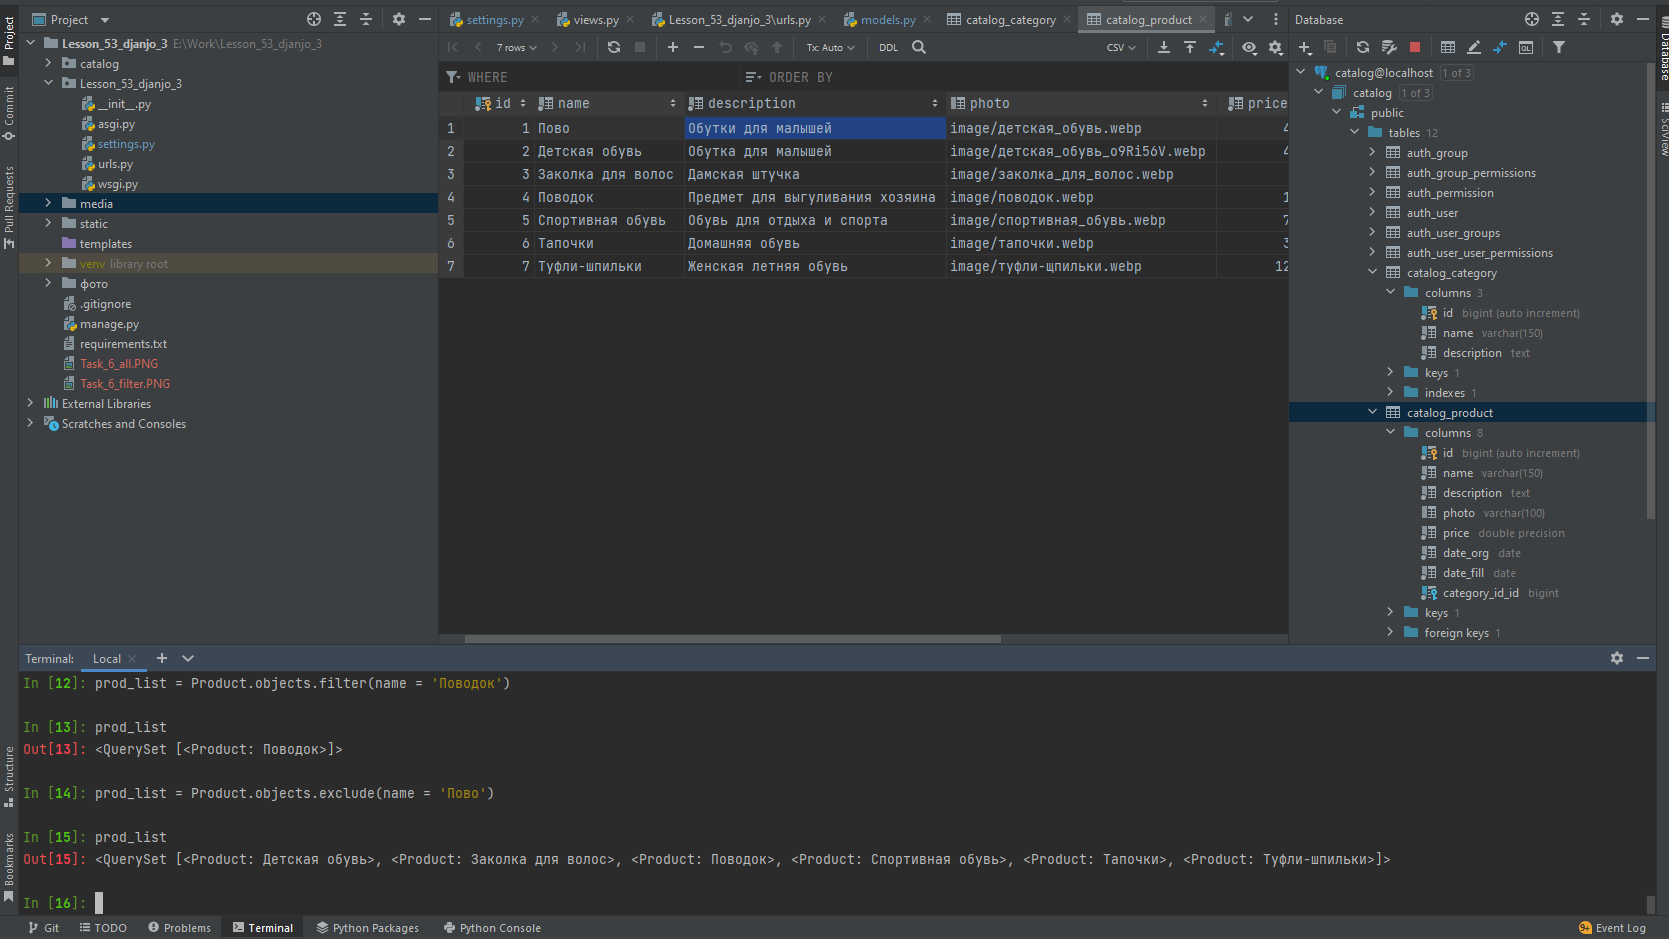 Project
settings.py
views.py
Lesson_53_djanjo_3\urls.py
models.py
catalog_category
catalog_product
Database
Lesson_53_djanjo_3 E:\Work\Lesson_53_djanjo_3
catalog
Lesson_53_djanjo_3
__init__.py
asgi.py
settings.py
urls.py
wsgi.py
media
static
templates
venv library root
фото
.gitignore
manage.py
requirements.txt
Task_6_all.PNG
Task_6_filter.PNG
External Libraries
Scratches and Consoles
Project
Commit
Pull Requests
Structure
Bookmarks
7 rows
Tx: Auto
DDL
CSV
WHERE
ORDER BY
id name description photo price
1 1 Пово Обутки для малышей image/детская_обувь.webp 4
2 2 Детская обувь Обутка для малышей image/детская_обувь_o9Ri56V.webp 4
3 3 Заколка для волос Дамская штучка image/заколка_для_волос.webp
4 4 Поводок Предмет для выгуливания хозяина image/поводок.webp 1
5 5 Спортивная обувь Обувь для отдыха и спорта image/спортивная_обувь.webp 7
6 6 Тапочки Домашняя обувь image/тапочки.webp 3
7 7 Туфли-шпильки Женская летняя обувь image/туфли-щпильки.webp 12
catalog@localhost 1 of 3
catalog 1 of 3
public
tables 12
auth_group
auth_group_permissions
auth_permission
auth_user
auth_user_groups
auth_user_user_permissions
catalog_category
columns 3
id bigint (auto increment)
name varchar(150)
description text
keys 1
indexes 1
catalog_product
columns 8
id bigint (auto increment)
name varchar(150)
description text
photo varchar(100)
price double precision
date_org date
date_fill date
category_id_id bigint
keys 1
foreign keys 1
Database
SciView
Terminal: Local
In [12]: prod_list = Product.objects.filter(name = 'Поводок')
In [13]: prod_list
Out[13]: <QuerySet [<Product: Поводок>]>
In [14]: prod_list = Product.objects.exclude(name = 'Пово')
In [15]: prod_list
Out[15]: <QuerySet [<Product: Детская обувь>, <Product: Заколка для волос>, <Product: Поводок>, <Product: Спортивная обувь>, <Product: Тапочки>, <Product: Туфли-шпильки>]>
In [16]:
Git
TODO
Problems
Terminal
Python Packages
Python Console
9+ Event Log